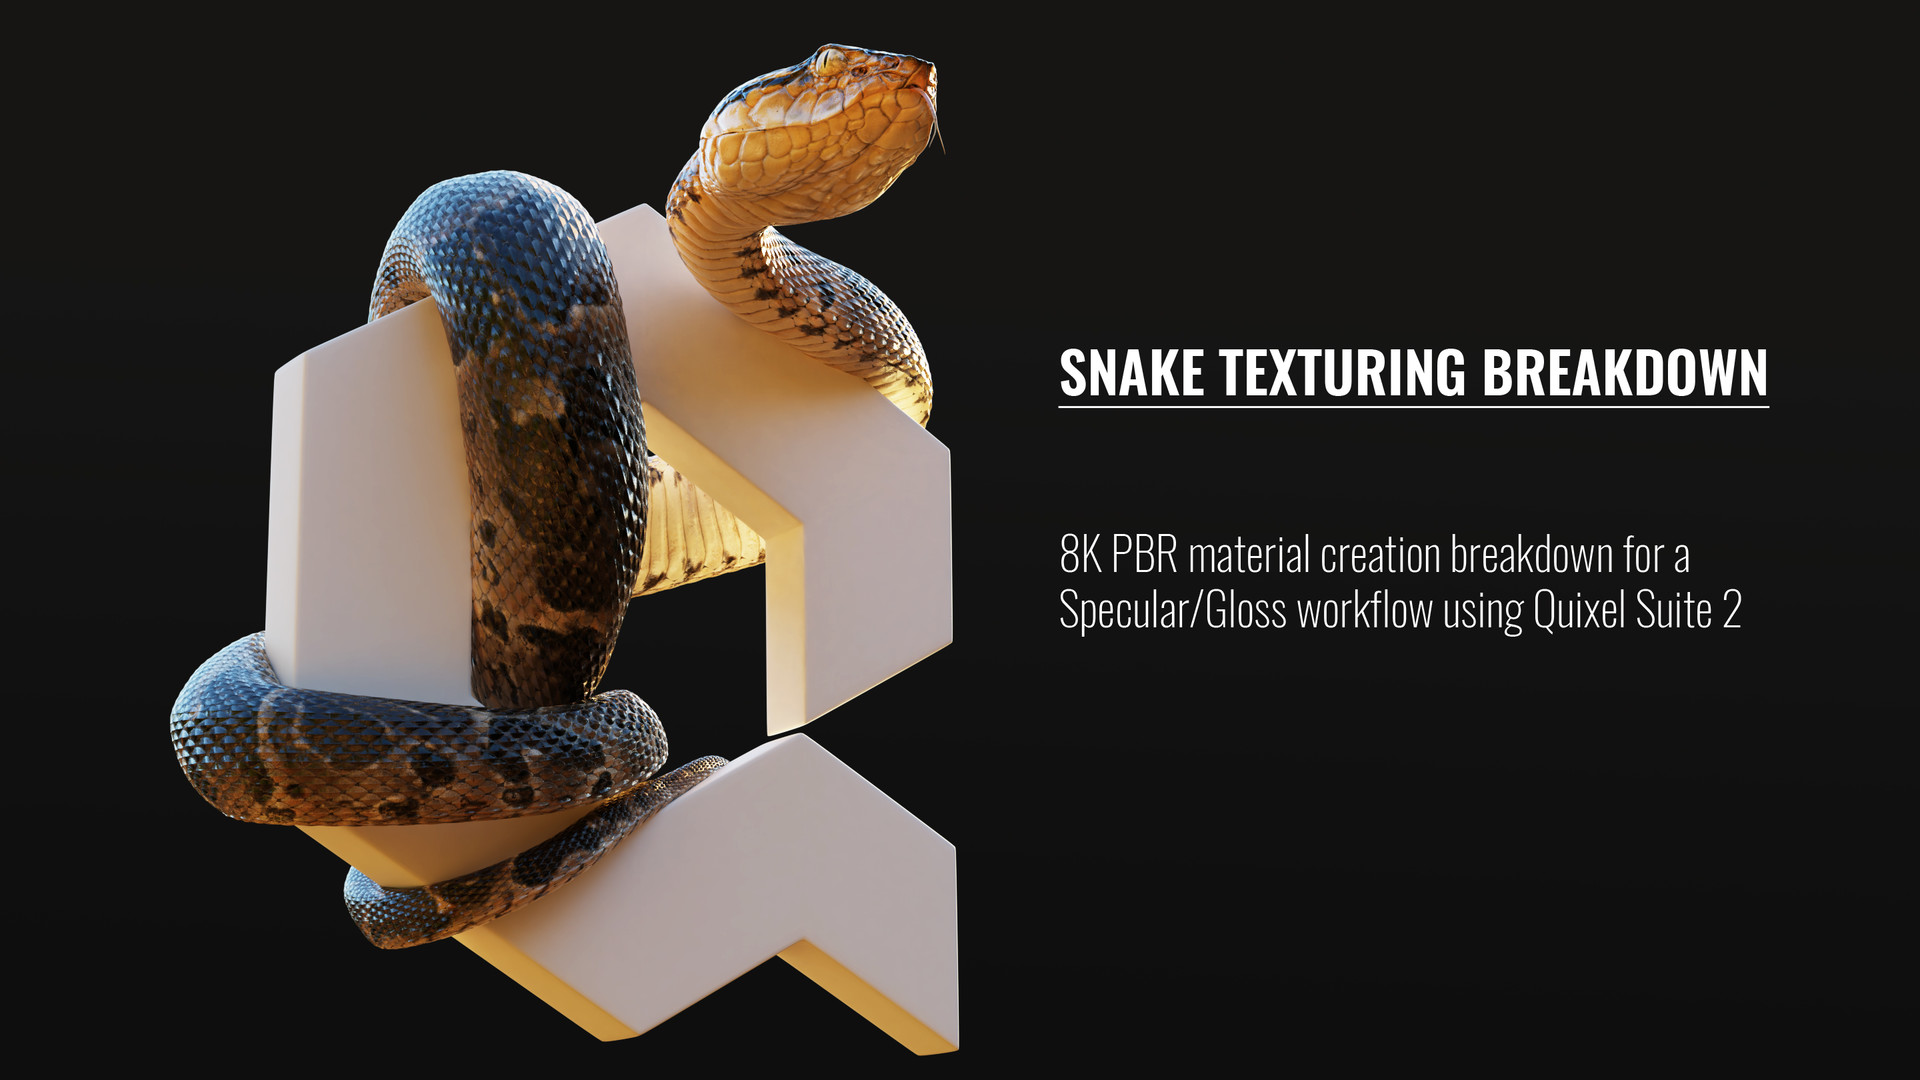 SNAKE TEXTURING BREAKDOWN
8K PBR material creation breakdown for a
Specular/Gloss workflow using Quixel Suite 2